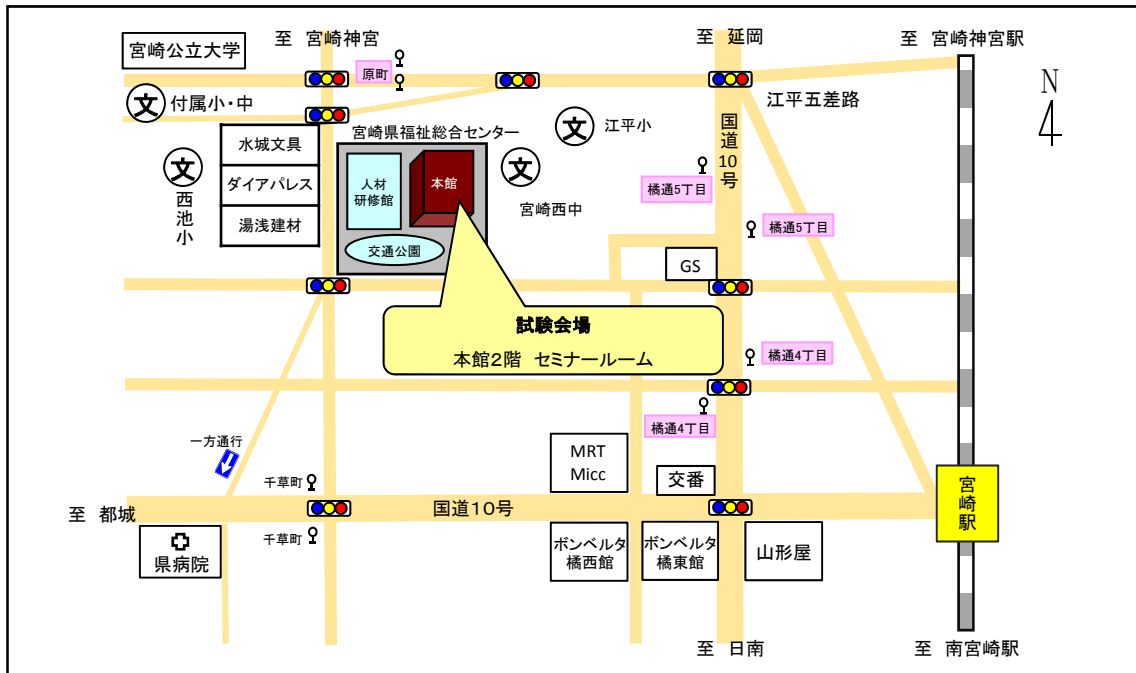 至 宮崎神宮
至 延岡
至 宮崎神宮駅
宮崎公立大学
原町
N
付属小・中
江平五差路
江平小
宮崎県福祉総合センター
水城文具
ダイアパレス
湯浅建材
西池小
人材
研修館
本館
交通公園
宮崎西中
国道10号
橘通5丁目
橘通5丁目
GS
試験会場
本館2階 セミナールーム
橘通4丁目
橘通4丁目
一方通行
MRT
Micc
交番
千草町
国道10号
至 都城
宮崎駅
千草町
県病院
ボンベルタ
橘西館
ボンベルタ
橘東館
山形屋
至 日南
至 南宮崎駅
文
文
文
文